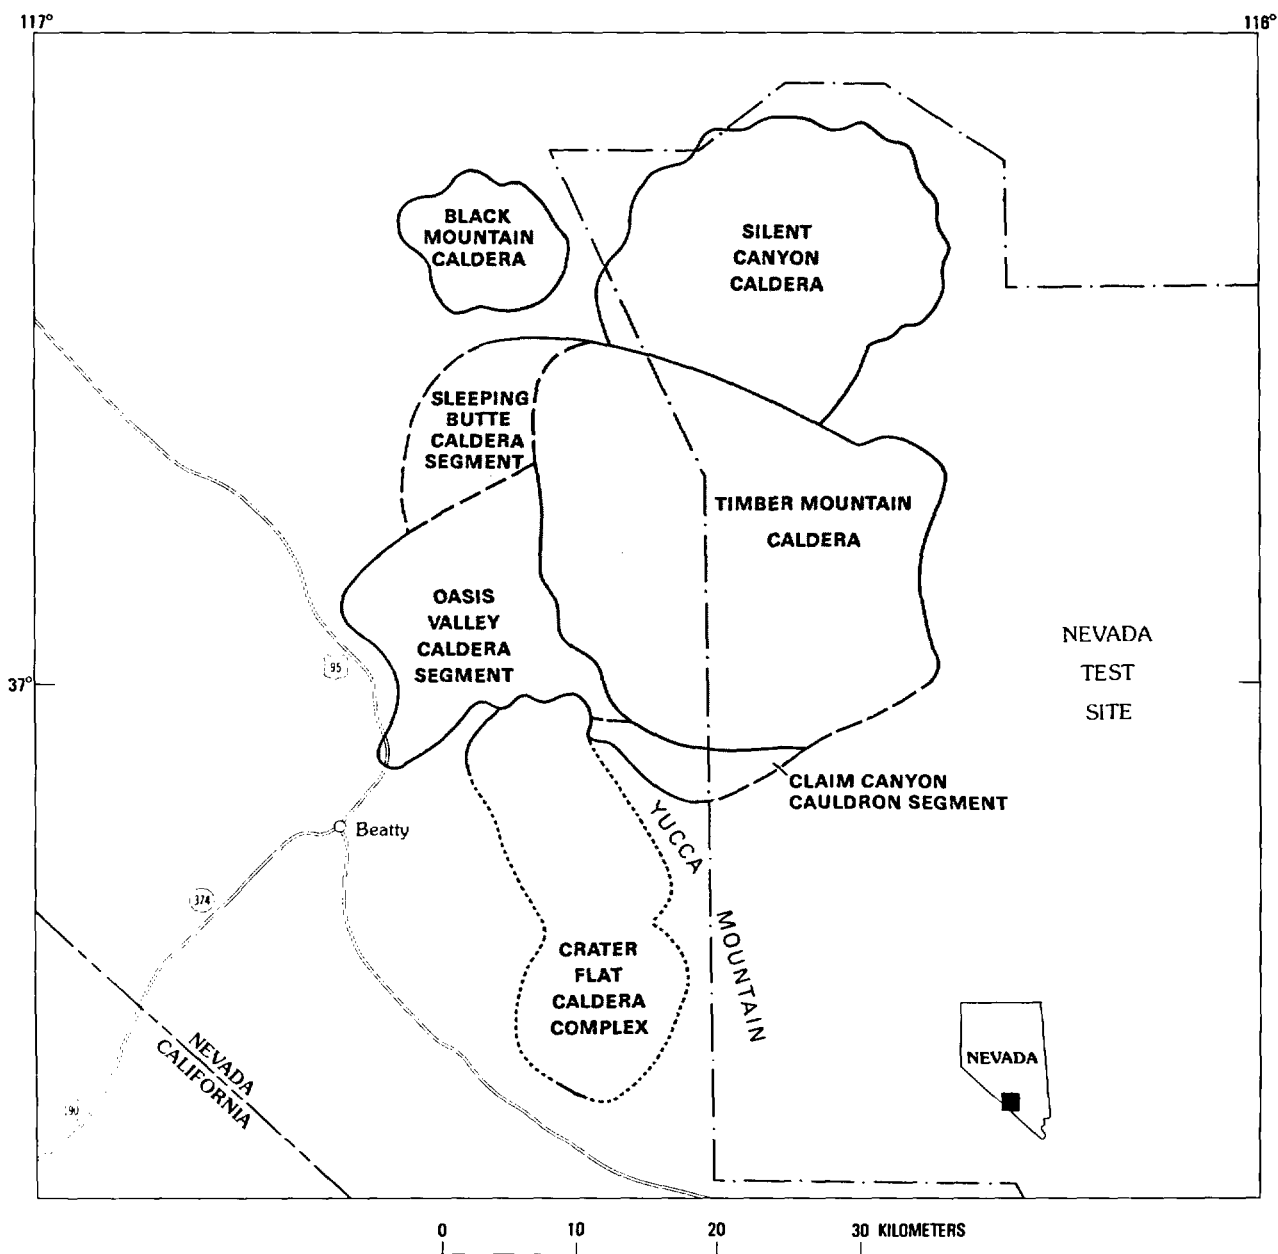 117°
116°
BLACK
MOUNTAIN
CALDERA
SILENT
CANYON
CALDERA
SLEEPING
BUTTE
CALDERA
SEGMENT
TIMBER MOUNTAIN
CALDERA
OASIS
VALLEY
CALDERA
SEGMENT
NEVADA
TEST
SITE
95
37°
CLAIM CANYON
CAULDRON SEGMENT
YUCCA
MOUNTAIN
Beatty
374
CRATER
FLAT
CALDERA
COMPLEX
NEVADA
CALIFORNIA
NEVADA
0 10 20 30 KILOMETERS